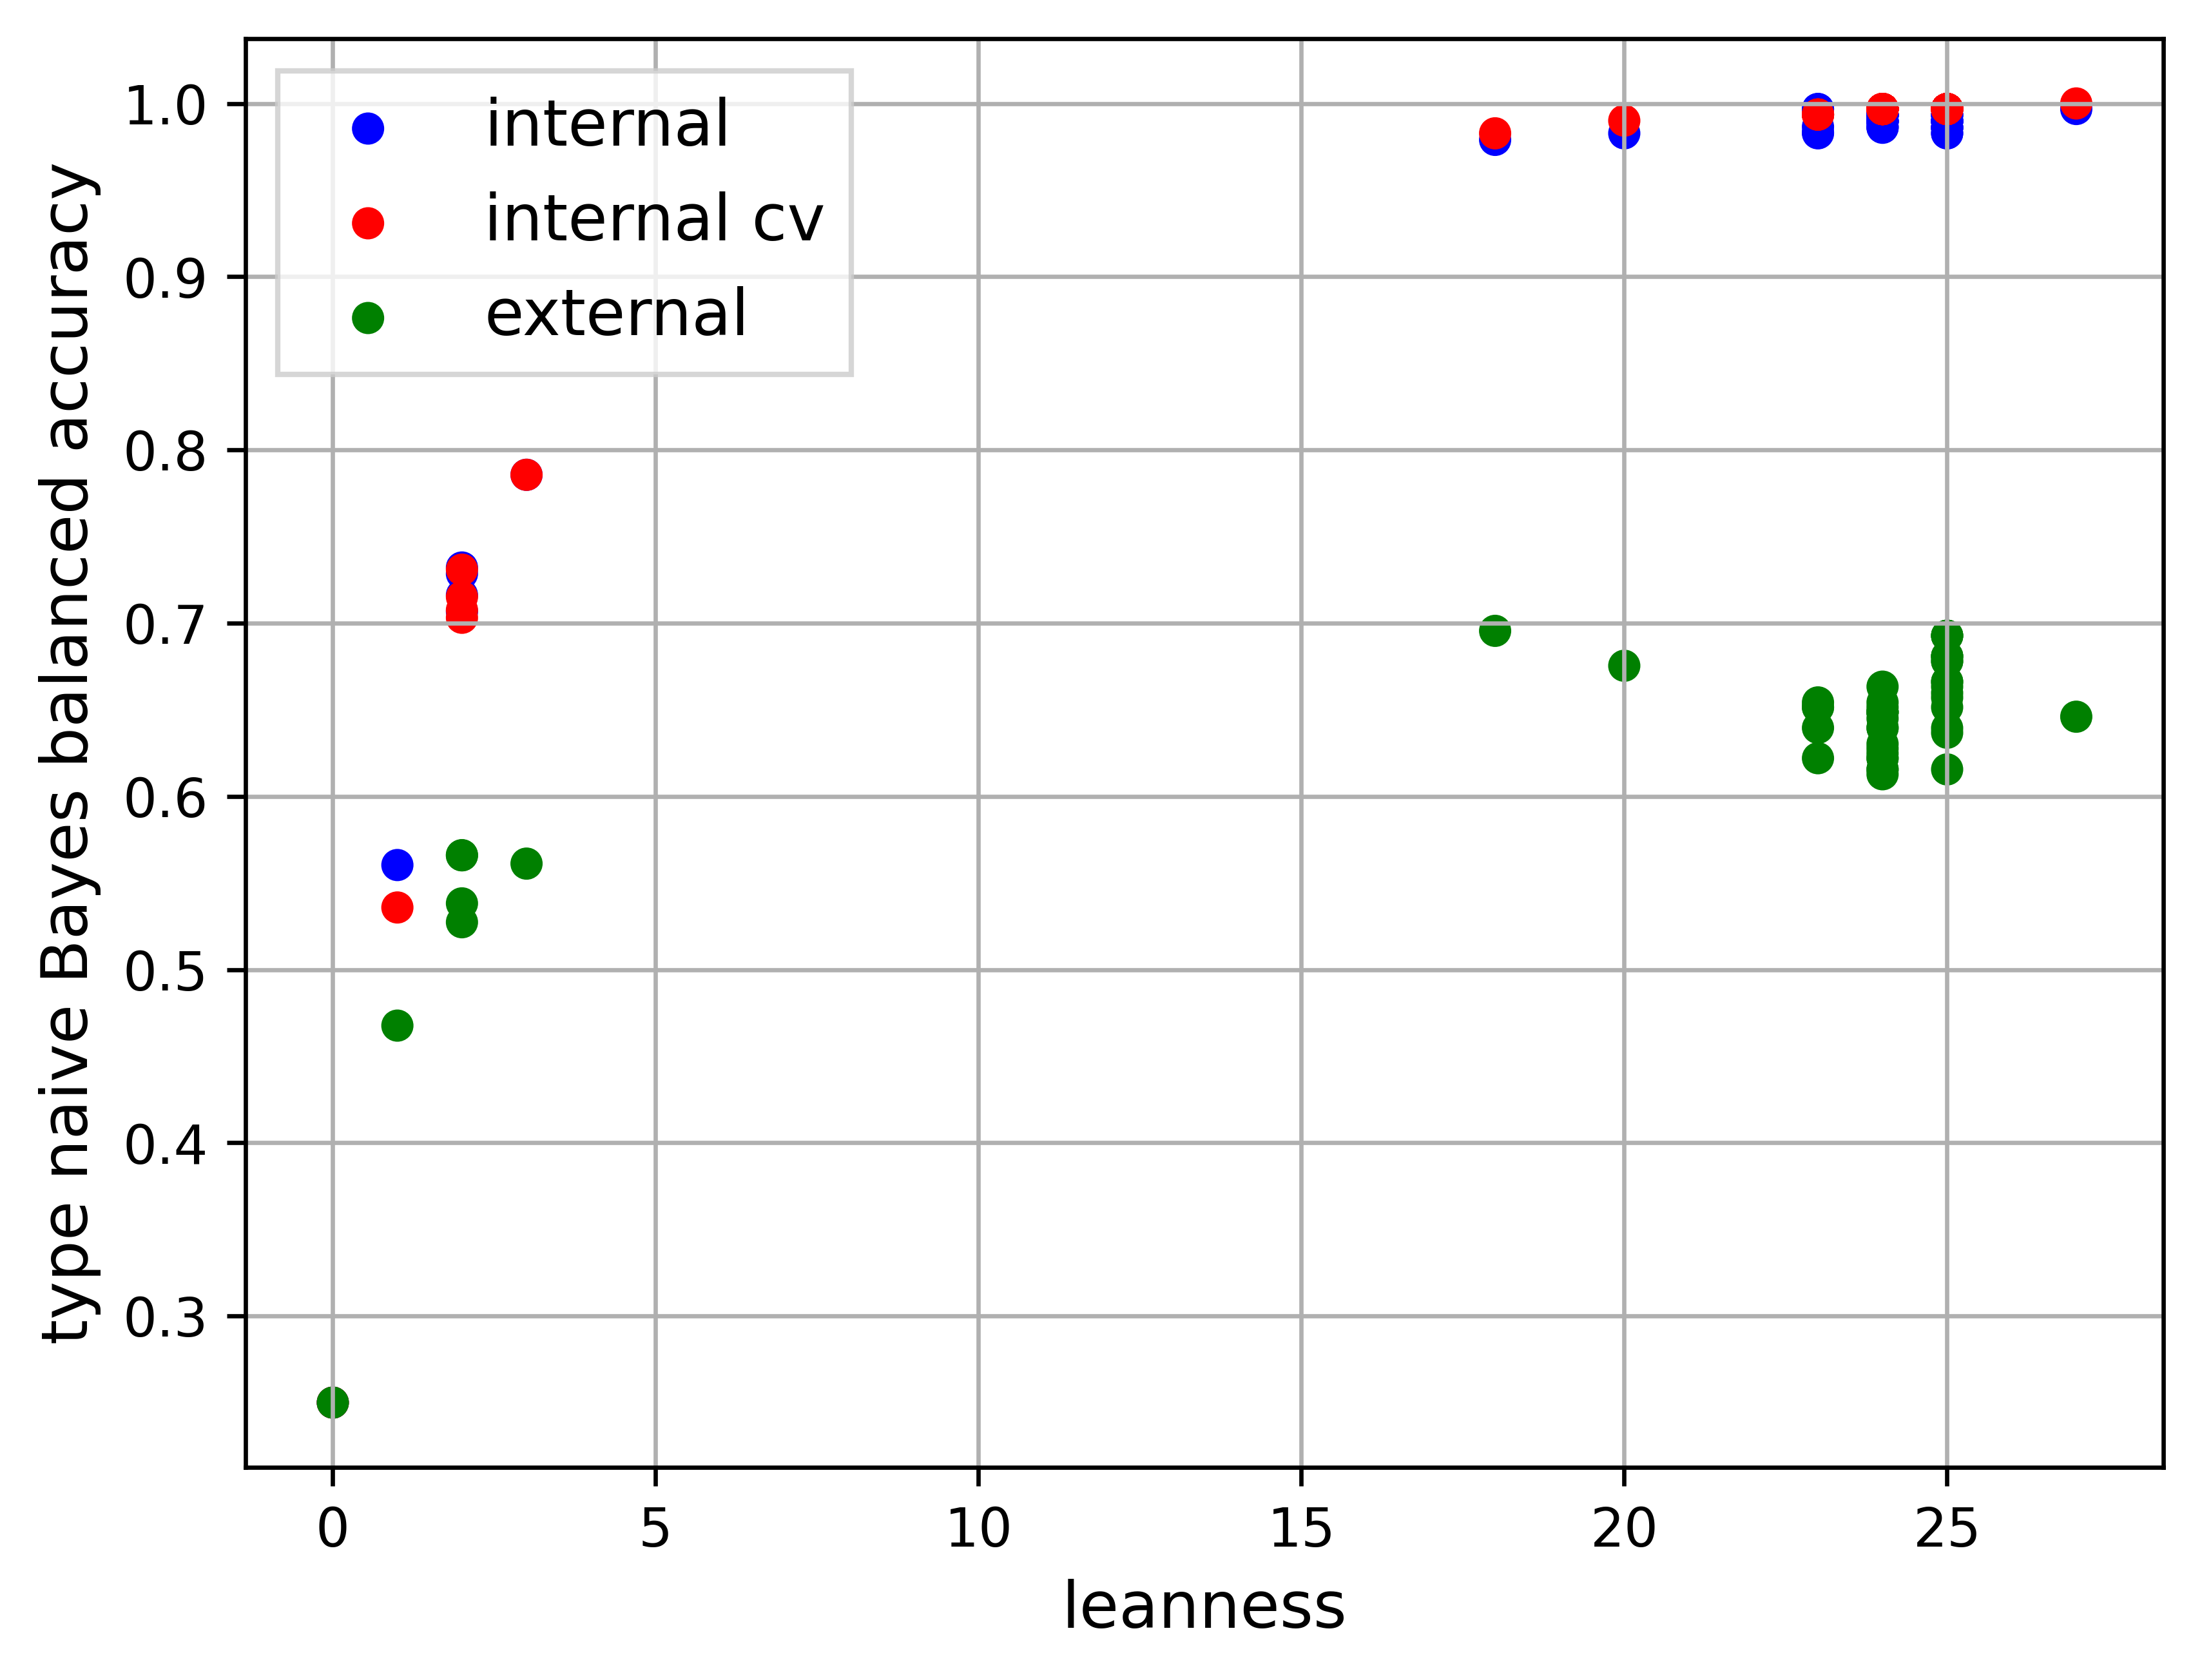 type naive Bayes balanced accuracy
1.0
0.9
0.8
0.7
0.6
0.5
0.4
0.3
internal
internal cv
external
0 5 10 15 20 25
leanness